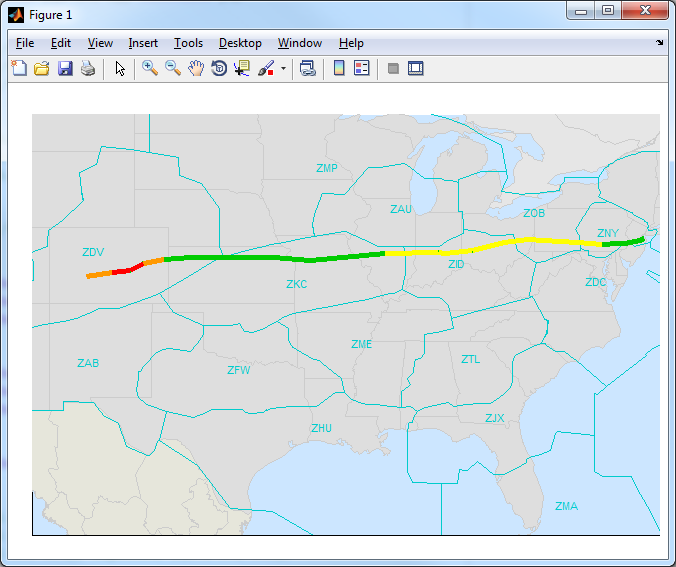 Figure 1
File Edit View Insert Tools Desktop Window Help
ZMP
ZAU
ZOB
ZNY
ZDV
ZID
ZKC
ZDC
ZME
ZAB
ZFW
ZTL
ZHU
ZJX
ZMA